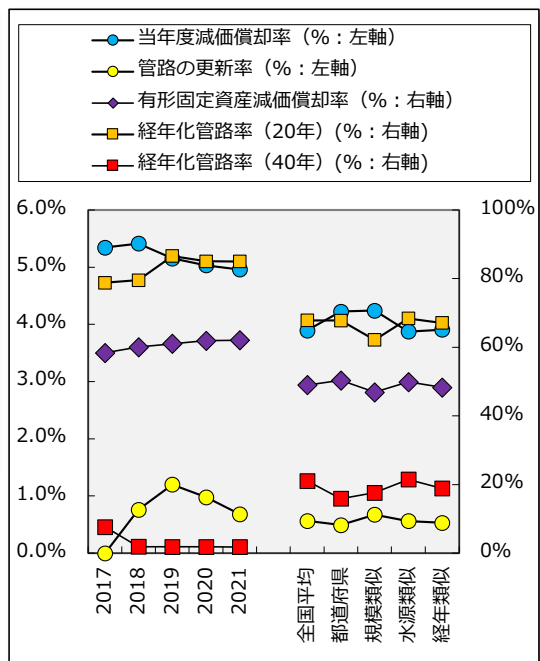 当年度減価償却率（%：左軸）
管路の更新率（%：左軸）
有形固定資産減価償却率（%：右軸）
経年化管路率（20年）(%：右軸)
経年化管路率（40年）(%：右軸)
6.0%
5.0%
4.0%
3.0%
2.0%
1.0%
0.0%
100%
80%
60%
40%
20%
0%
2017
2018
2019
2020
2021
全国平均
都道府県
規模類似
水源類似
経年類似